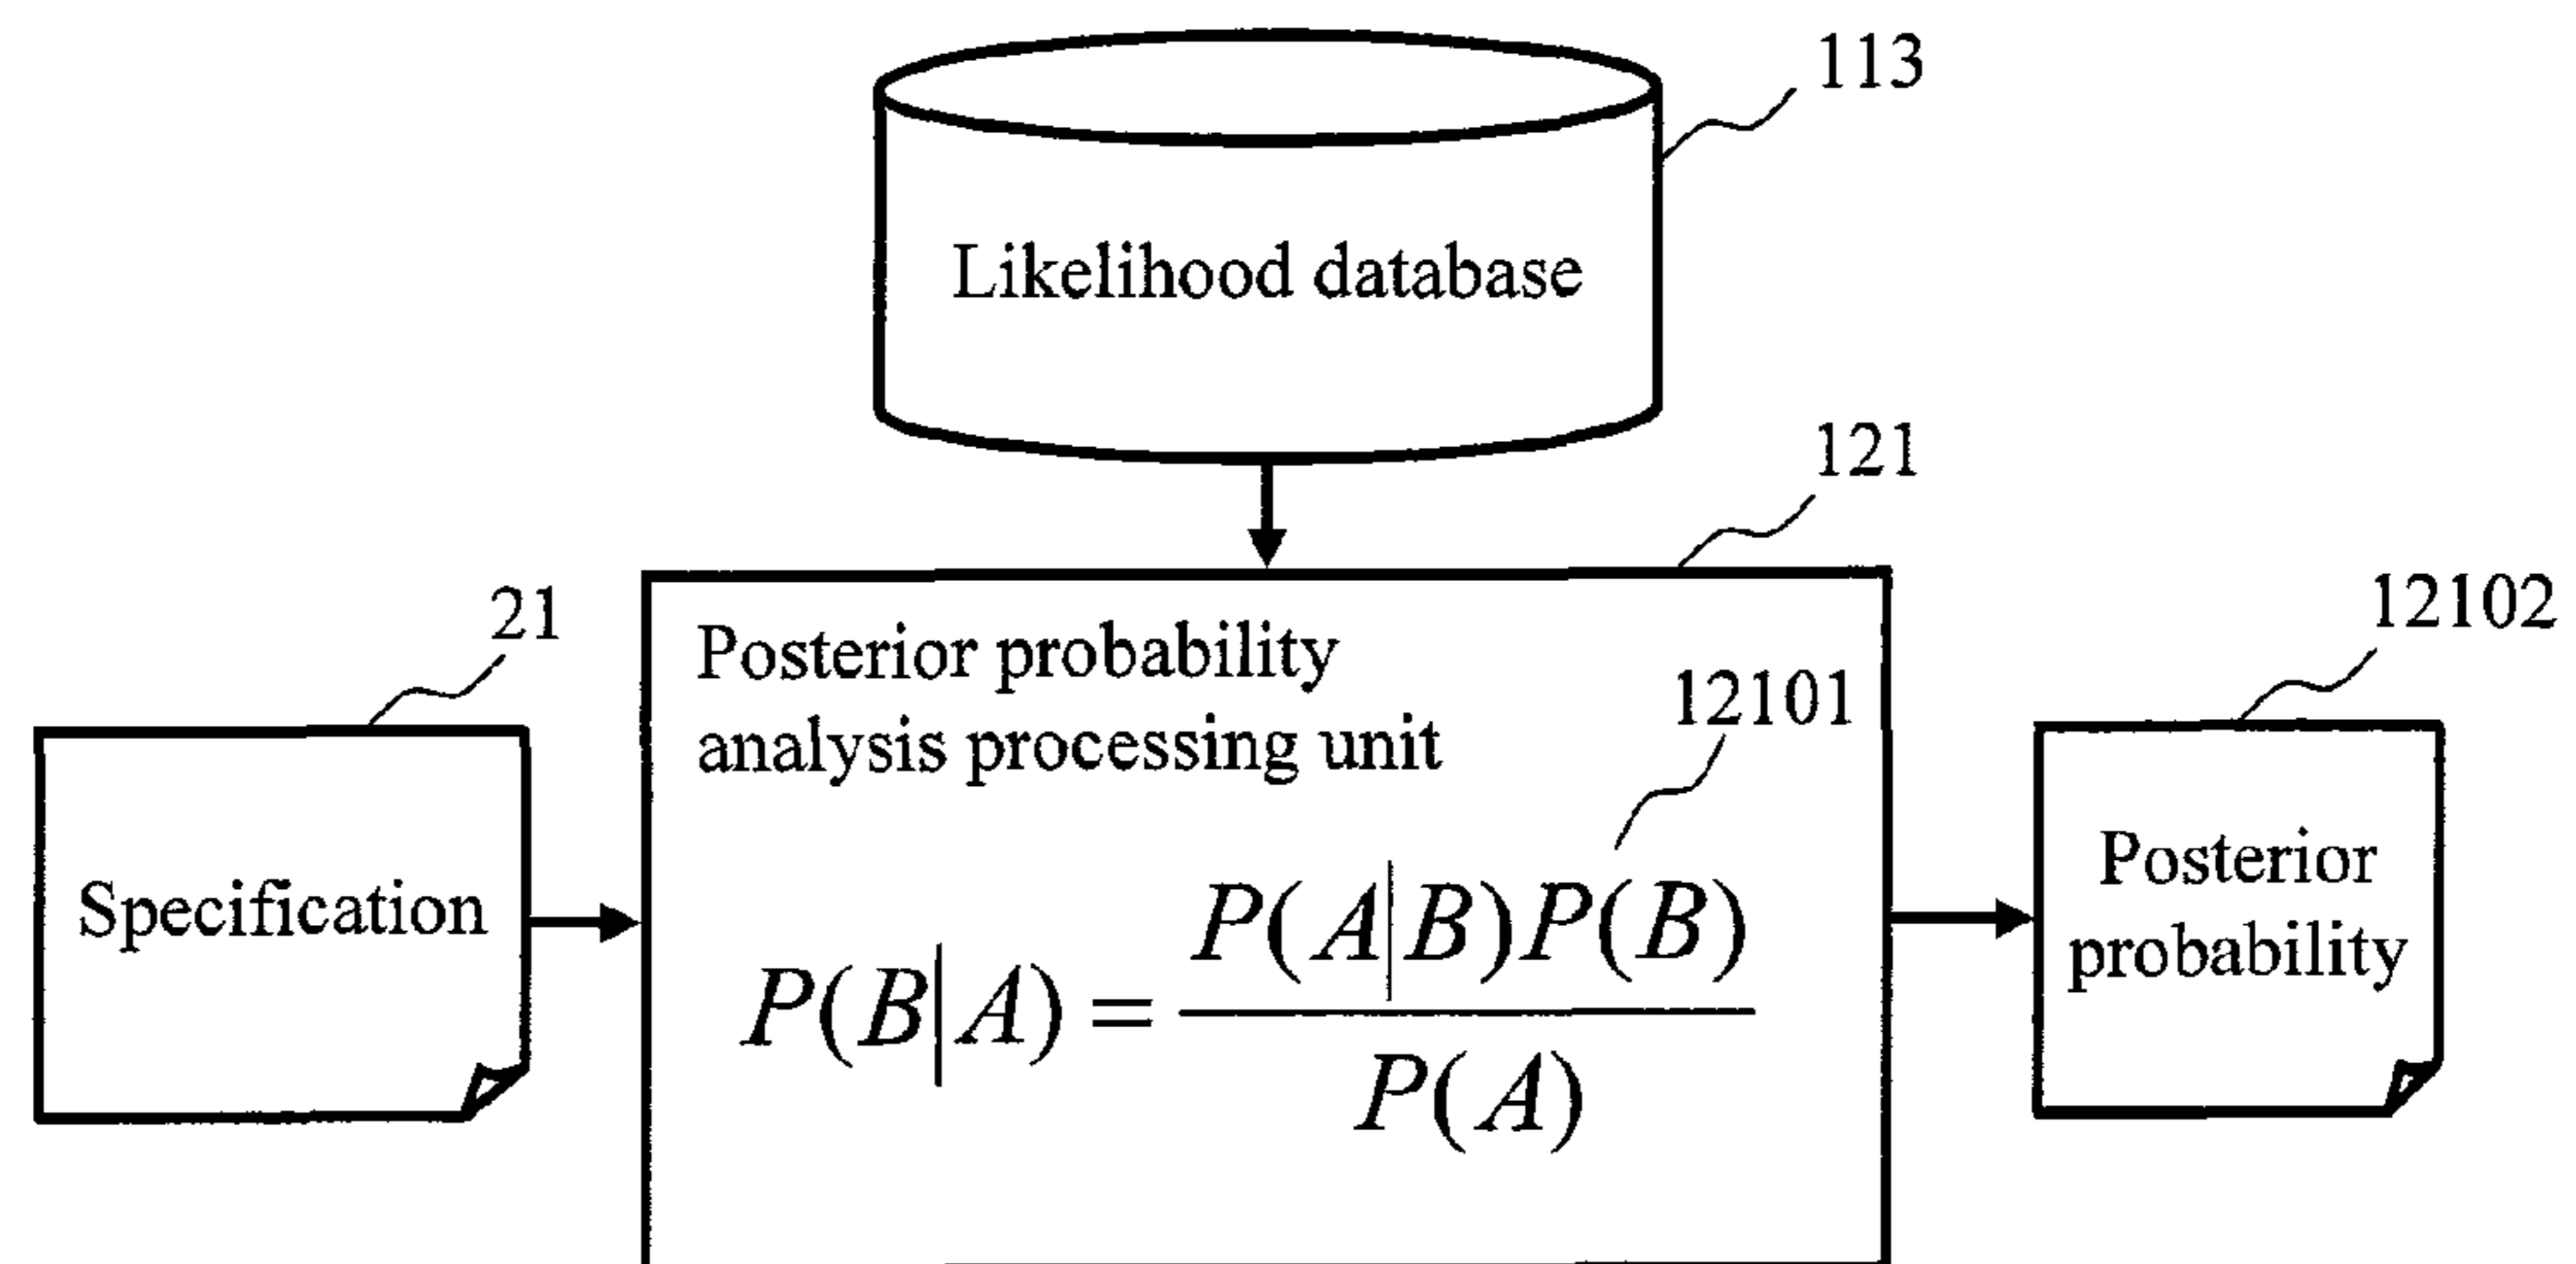 113
Likelihood database
121
21
12102
Posterior probability
12101
analysis processing unit
Specification
P(B|A) = P(A|B)P(B) / P(A)
Posterior
probability